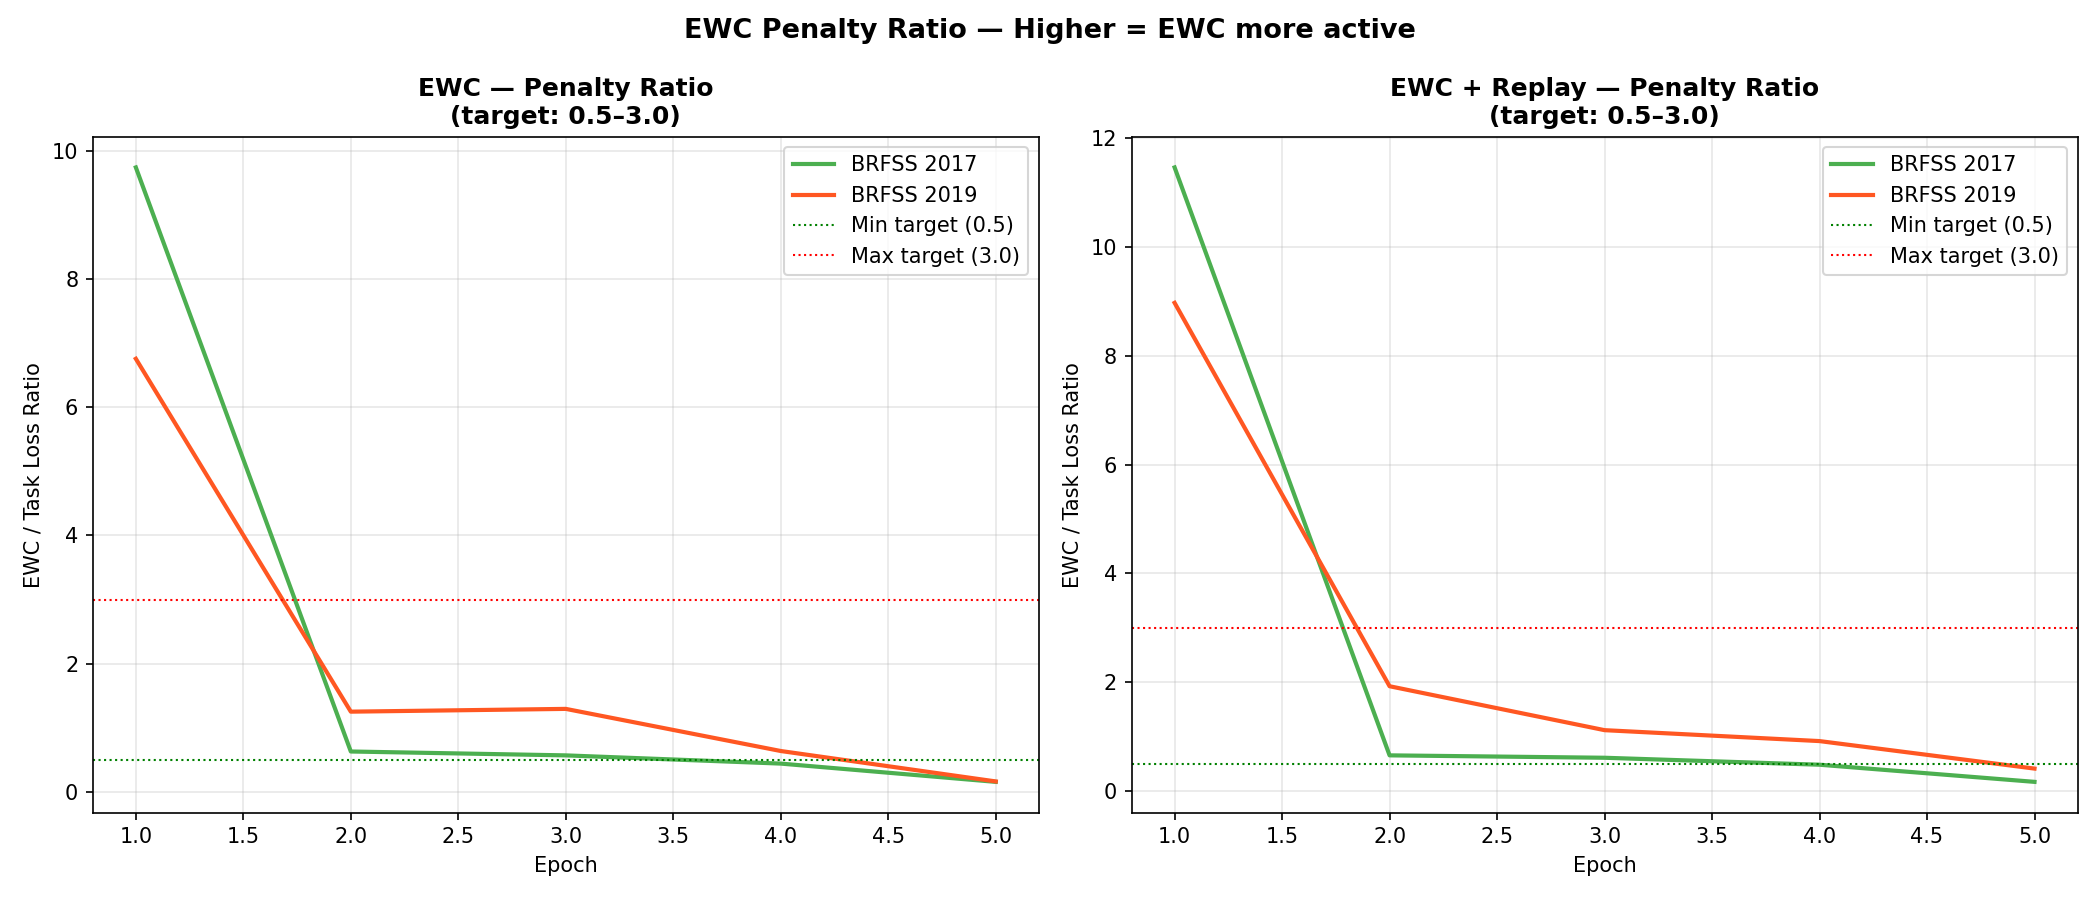 EWC Penalty Ratio — Higher = EWC more active
EWC — Penalty Ratio
(target: 0.5–3.0)
EWC / Task Loss Ratio
10
8
6
4
2
0
BRFSS 2017
BRFSS 2019
Min target (0.5)
Max target (3.0)
1.0 1.5 2.0 2.5 3.0 3.5 4.0 4.5 5.0
Epoch
EWC + Replay — Penalty Ratio
(target: 0.5–3.0)
EWC / Task Loss Ratio
12
10
8
6
4
2
0
BRFSS 2017
BRFSS 2019
Min target (0.5)
Max target (3.0)
1.0 1.5 2.0 2.5 3.0 3.5 4.0 4.5 5.0
Epoch